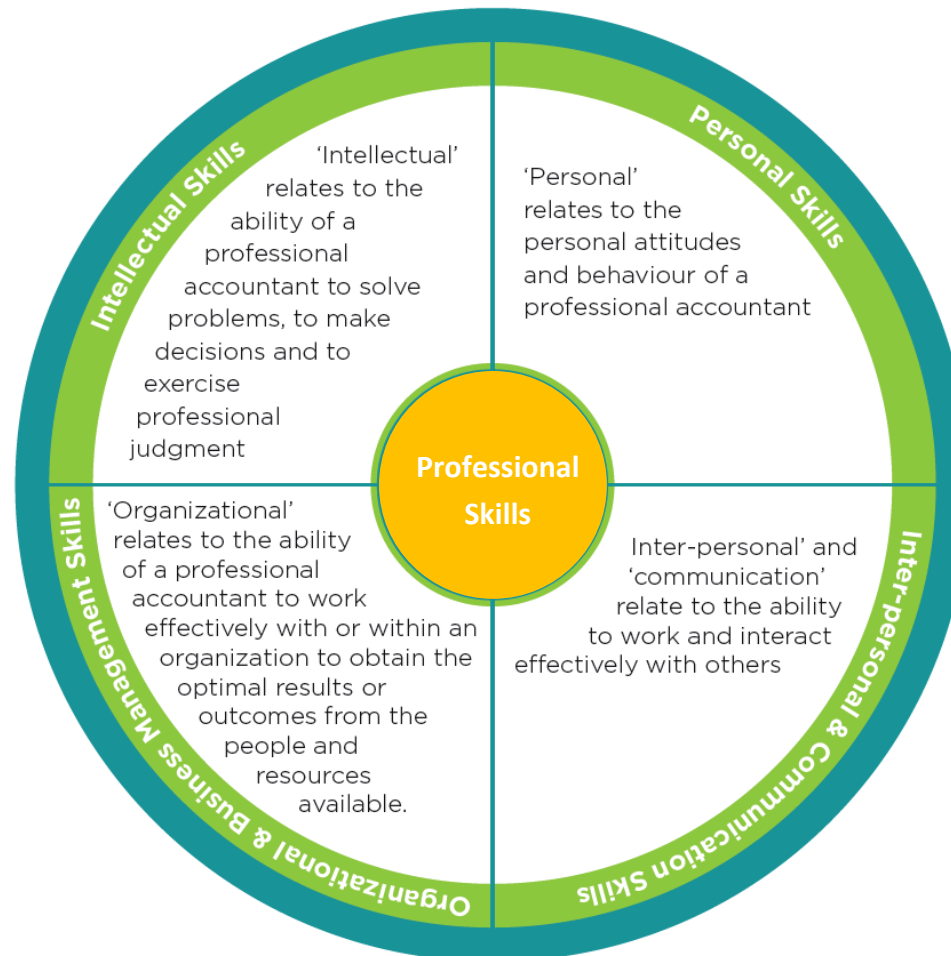 Intellectual Skills
‘Intellectual’
relates to the
ability of a
professional
accountant to solve
problems, to make
decisions and to
exercise
professional
judgment
Personal Skills
‘Personal’
relates to the
personal attitudes
and behaviour of a
professional accountant
Professional
Skills
Organizational & Business Management Skills
‘Organizational’
relates to the ability
of a professional
accountant to work
effectively with or within an
organization to obtain the
optimal results or
outcomes from the
people and
resources
available.
Inter-personal & Communication Skills
Inter-personal’ and
‘communication’
relate to the ability
to work and interact
effectively with others